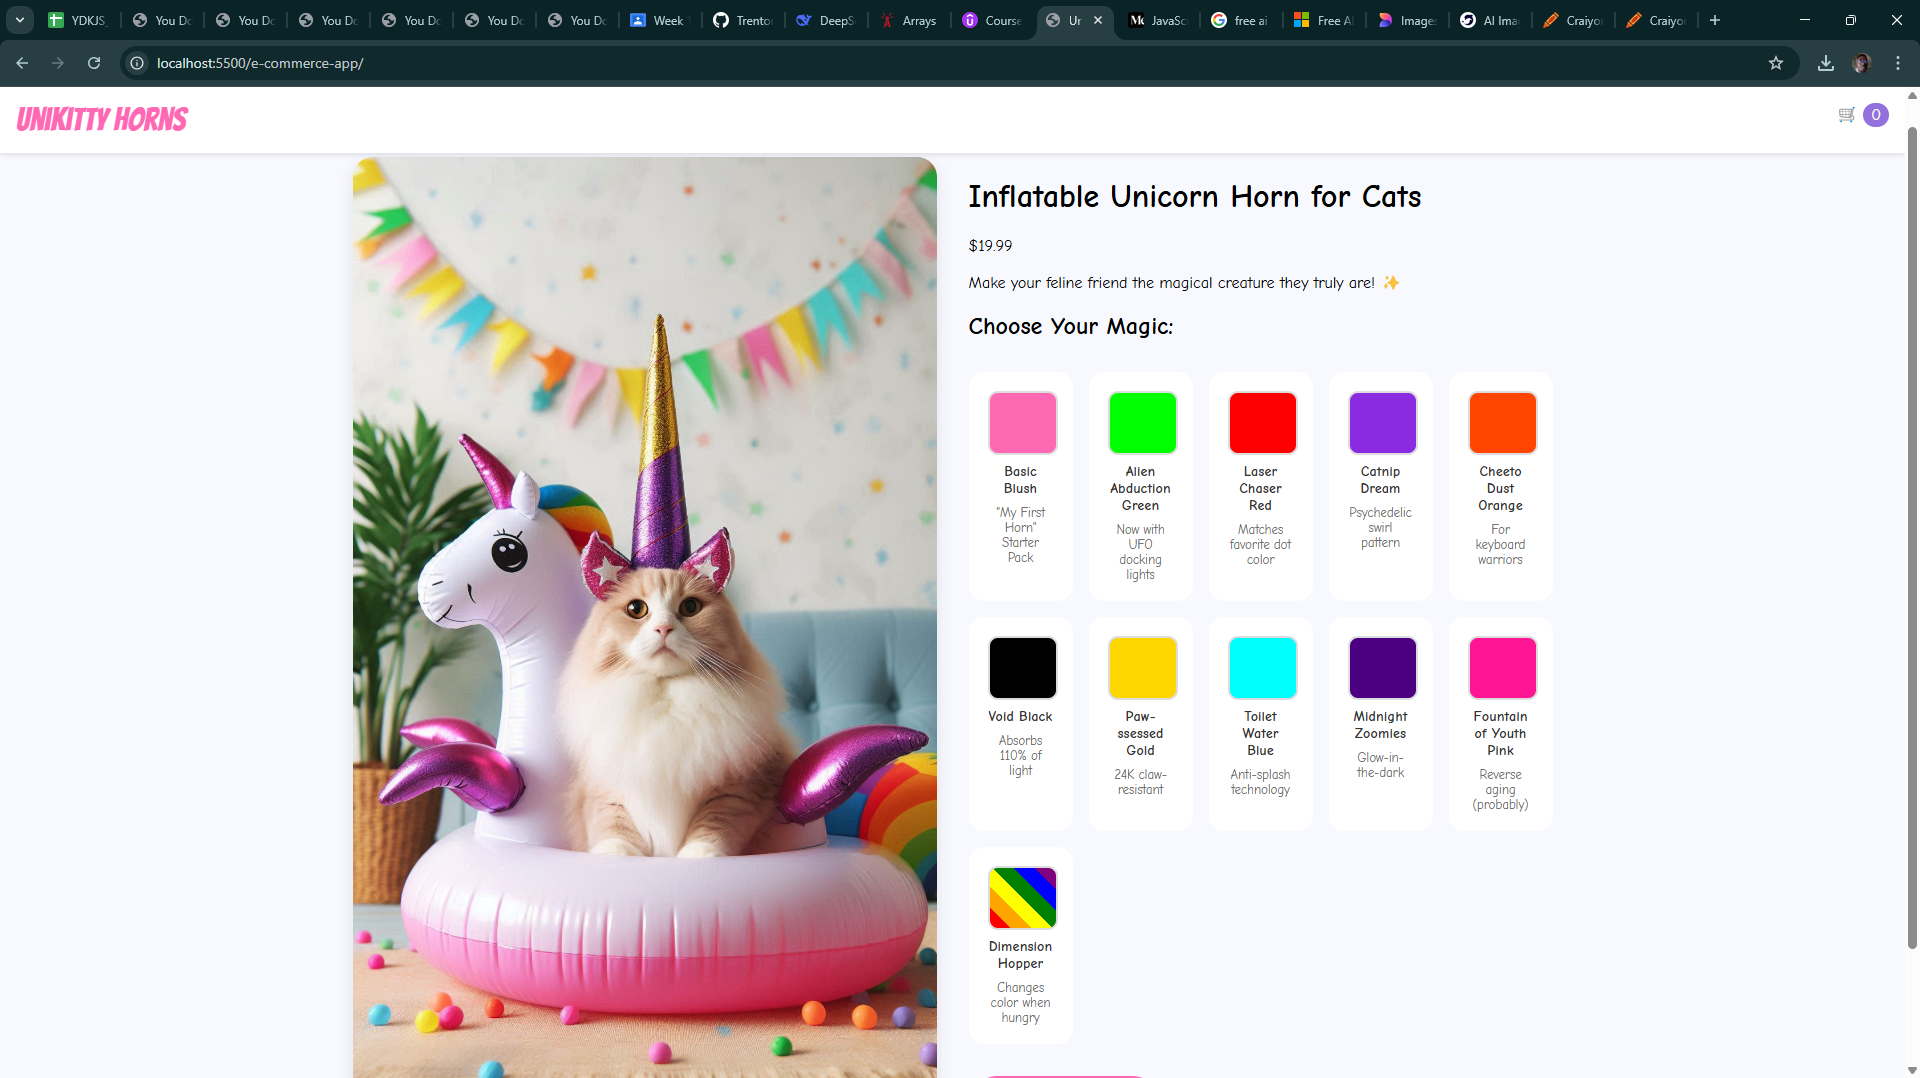 YDKJS_
You Do
You Do
You Do
You Do
You Do
You Do
Week 1
Trento
DeepS
Arrays
Course
Un
JavaSc
free ai
Free AI
Images
AI Ima
Craiyo
Craiyo
localhost:5500/e-commerce-app/
UNIKITTY HORNS
0
Inflatable Unicorn Horn for Cats
$19.99
Make your feline friend the magical creature they truly are! ✨
Choose Your Magic:
Basic
Blush
"My First
Horn"
Starter
Pack
Alien
Abduction
Green
Now with
UFO
docking
lights
Laser
Chaser
Red
Matches
favorite dot
color
Catnip
Dream
Psychedelic
swirl
pattern
Cheeto
Dust
Orange
For
keyboard
warriors
Void Black
Absorbs
110% of
light
Paw-
ssessed
Gold
24K claw-
resistant
Toilet
Water
Blue
Anti-splash
technology
Midnight
Zoomies
Glow-in-
the-dark
Fountain
of Youth
Pink
Reverse
aging
(probably)
Dimension
Hopper
Changes
color when
hungry